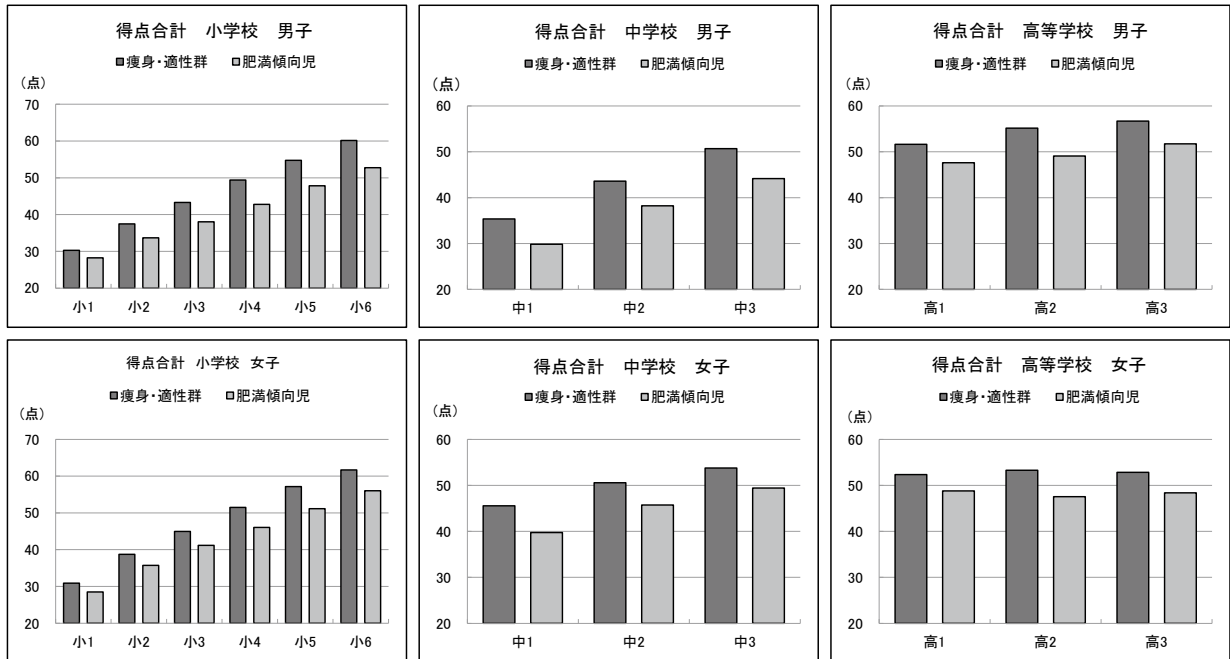 得点合計 小学校 男子
■痩身・適性群 □肥満傾向児
(点)
70
60
50
40
30
20
小1 小2 小3 小4 小5 小6
得点合計 中学校 男子
■痩身・適性群 □肥満傾向児
(点)
60
50
40
30
20
中1 中2 中3
得点合計 高等学校 男子
■痩身・適性群 □肥満傾向児
(点)
60
50
40
30
20
高1 高2 高3
得点合計 小学校 女子
■痩身・適性群 □肥満傾向児
(点)
70
60
50
40
30
20
小1 小2 小3 小4 小5 小6
得点合計 中学校 女子
■痩身・適性群 □肥満傾向児
(点)
60
50
40
30
20
中1 中2 中3
得点合計 高等学校 女子
■痩身・適性群 □肥満傾向児
(点)
60
50
40
30
20
高1 高2 高3